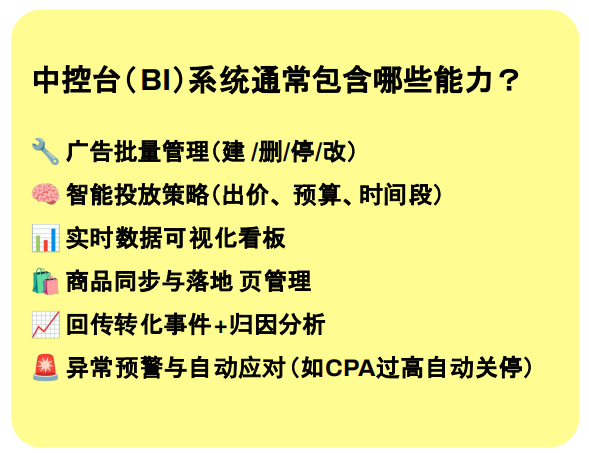 中控台（BI）系统通常包含哪些能力？
🔧 广告批量管理（建 /删/停/改）
🧠 智能投放策略（出价、预算、时间段）
📊 实时数据可视化看板
🛍️ 商品同步与落地 页管理
📈 回传转化事件+归因分析
🚨 异常预警与自动应对（如CPA过高自动关停）